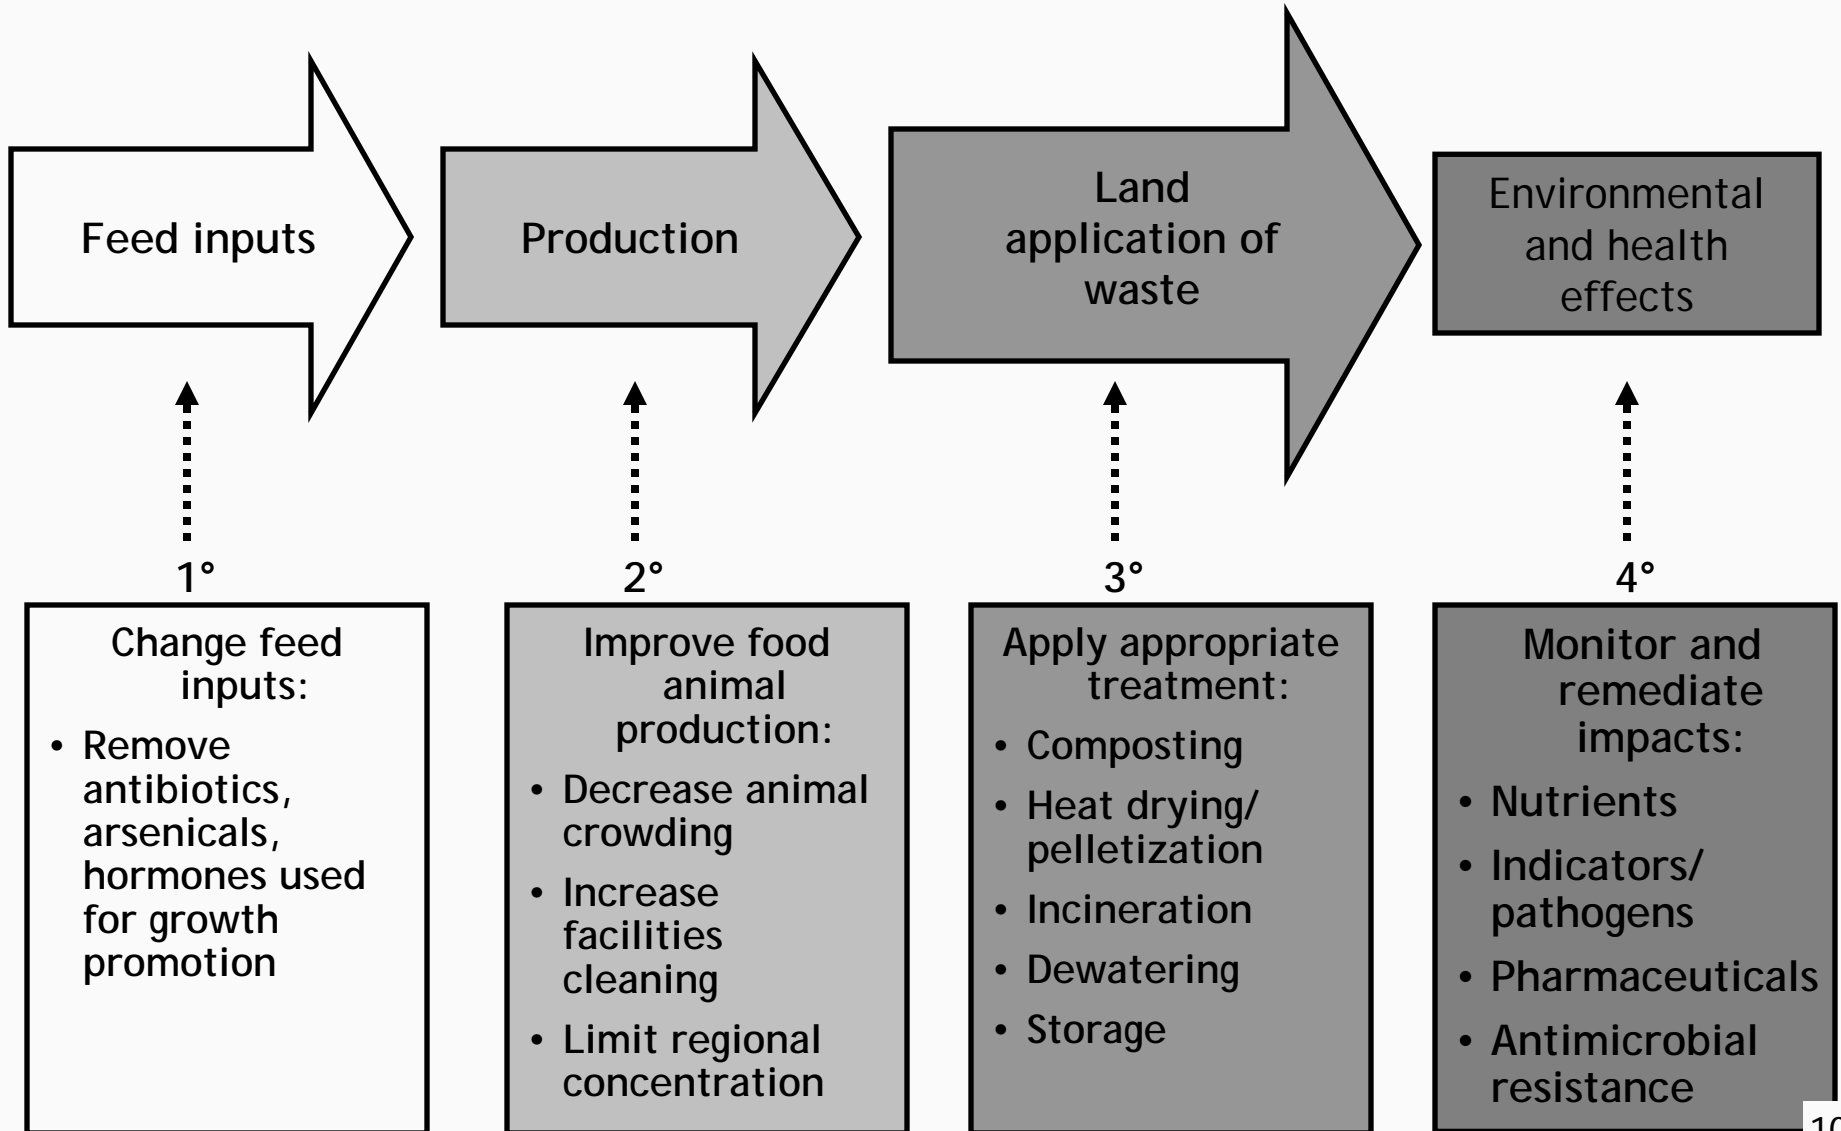 Feed inputs
Production
Land
application of
waste
Environmental
and health
effects
1°
2°
3°
4°
Change feed
inputs:
• Remove
antibiotics,
arsenicals,
hormones used
for growth
promotion
Improve food
animal
production:
• Decrease animal
crowding
• Increase
facilities
cleaning
• Limit regional
concentration
Apply appropriate
treatment:
• Composting
• Heat drying/
pelletization
• Incineration
• Dewatering
• Storage
Monitor and
remediate
impacts:
• Nutrients
• Indicators/
pathogens
• Pharmaceuticals
• Antimicrobial
resistance